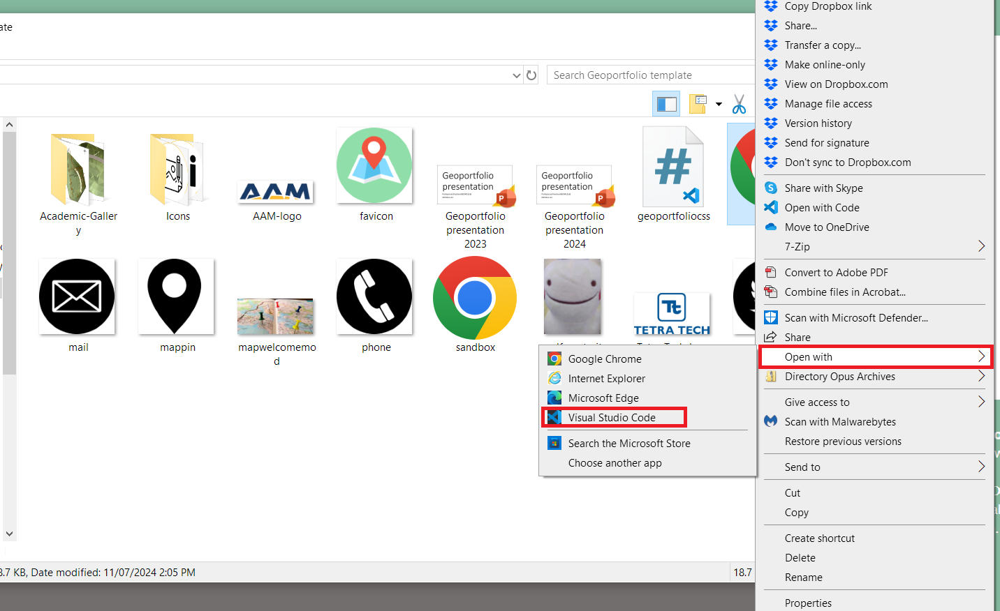 ate
Search Geoportfolio template
Academic-Galler
y
Icons
AAM
AAM-logo
favicon
Geoportfolio
presentation
P
Geoportfolio
presentation
2023
Geoportfolio
presentation
P
Geoportfolio
presentation
2024
#
geoportfoliocss
mail
mappin
mapwelcomemo
d
phone
sandbox
Tt
TETRA TECH
Google Chrome
Internet Explorer
Microsoft Edge
Visual Studio Code
Search the Microsoft Store
Choose another app
Copy Dropbox link
Share...
Transfer a copy...
Make online-only
View on Dropbox.com
Manage file access
Version history
Send for signature
Don't sync to Dropbox.com
Share with Skype
Open with Code
Move to OneDrive
7-Zip
Convert to Adobe PDF
Combine files in Acrobat...
Scan with Microsoft Defender...
Share
Open with
Directory Opus Archives
Give access to
Scan with Malwarebytes
Restore previous versions
Send to
Cut
Copy
Create shortcut
Delete
Rename
Properties
8.7 KB, Date modified: 11/07/2024 2:05 PM
18.7